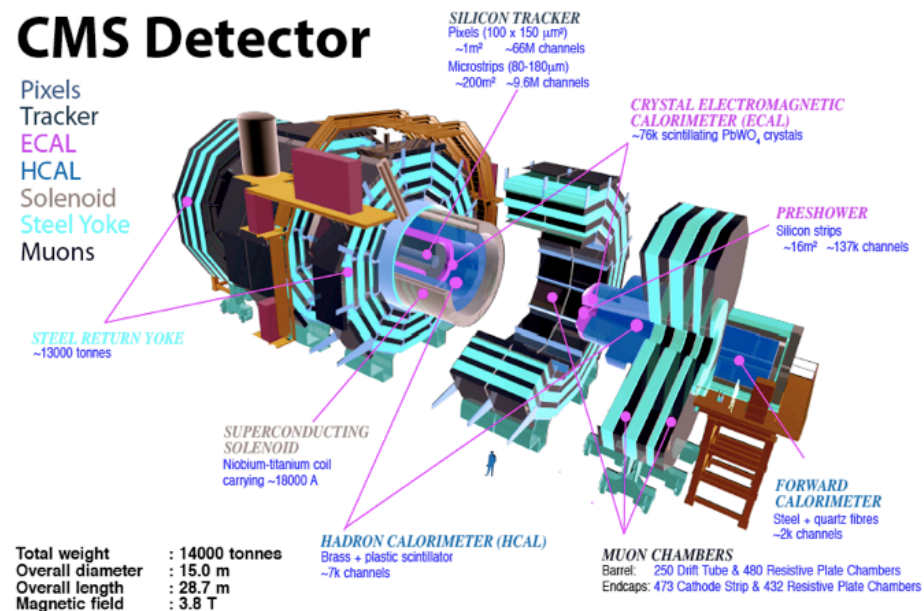 CMS Detector
Pixels
Tracker
ECAL
HCAL
Solenoid
Steel Yoke
Muons
SILICON TRACKER
Pixels (100 x 150 μm²)
~1m² ~66M channels
Microstrips (80-180μm)
~200m² ~9.6M channels
CRYSTAL ELECTROMAGNETIC
CALORIMETER (ECAL)
~76k scintillating PbWO₄ crystals
PRESHOWER
Silicon strips
~16m² ~137k channels
STEEL RETURN YOKE
~13000 tonnes
SUPERCONDUCTING
SOLENOID
Niobium-titanium coil
carrying ~18000 A
HADRON CALORIMETER (HCAL)
Brass + plastic scintillator
~7k channels
FORWARD
CALORIMETER
Steel + quartz fibres
~2k channels
MUON CHAMBERS
Barrel: 250 Drift Tube & 480 Resistive Plate Chambers
Endcaps: 473 Cathode Strip & 432 Resistive Plate Chambers
Total weight : 14000 tonnes
Overall diameter : 15.0 m
Overall length : 28.7 m
Magnetic field : 3.8 T